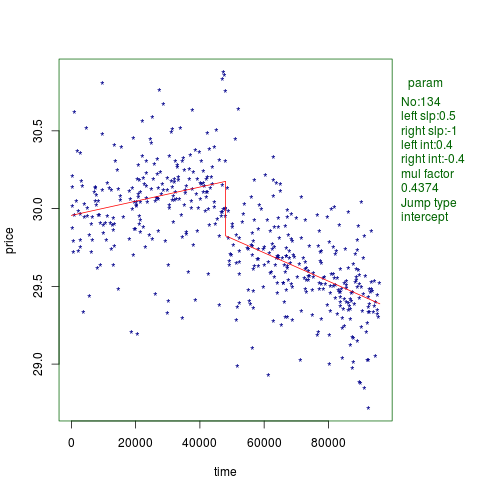 param
No:134
left slp:0.5
right slp:-1
left int:0.4
right int:-0.4
mul factor
0.4374
Jump type
intercept
price
30.5
30.0
29.5
29.0
0 20000 40000 60000 80000
time